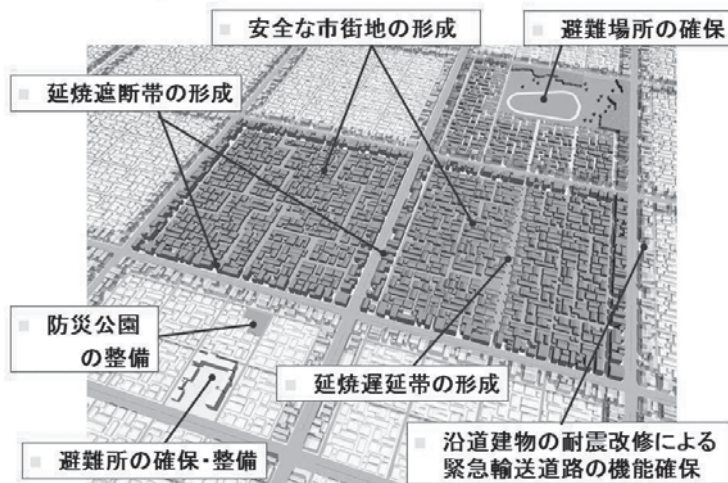 安全な市街地の形成
避難場所の確保
延焼遮断帯の形成
防災公園
の整備
延焼遅延帯の形成
避難所の確保・整備
沿道建物の耐震改修による
緊急輸送道路の機能確保